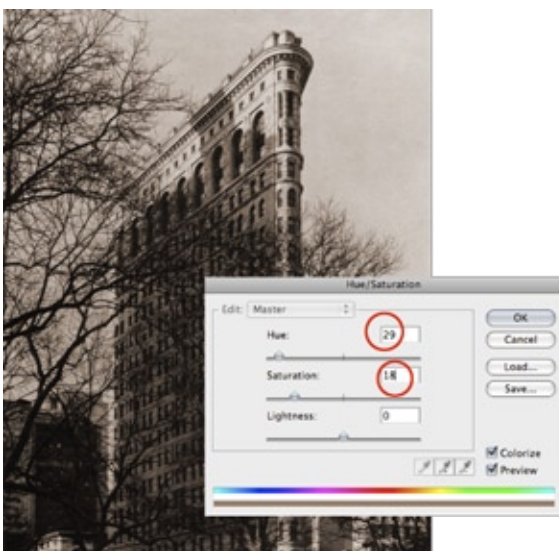 Hue/Saturation
Edit: Master
Hue: 29
Saturation: 18
Lightness: 0
OK
Cancel
Load...
Save...
Colorize
Preview